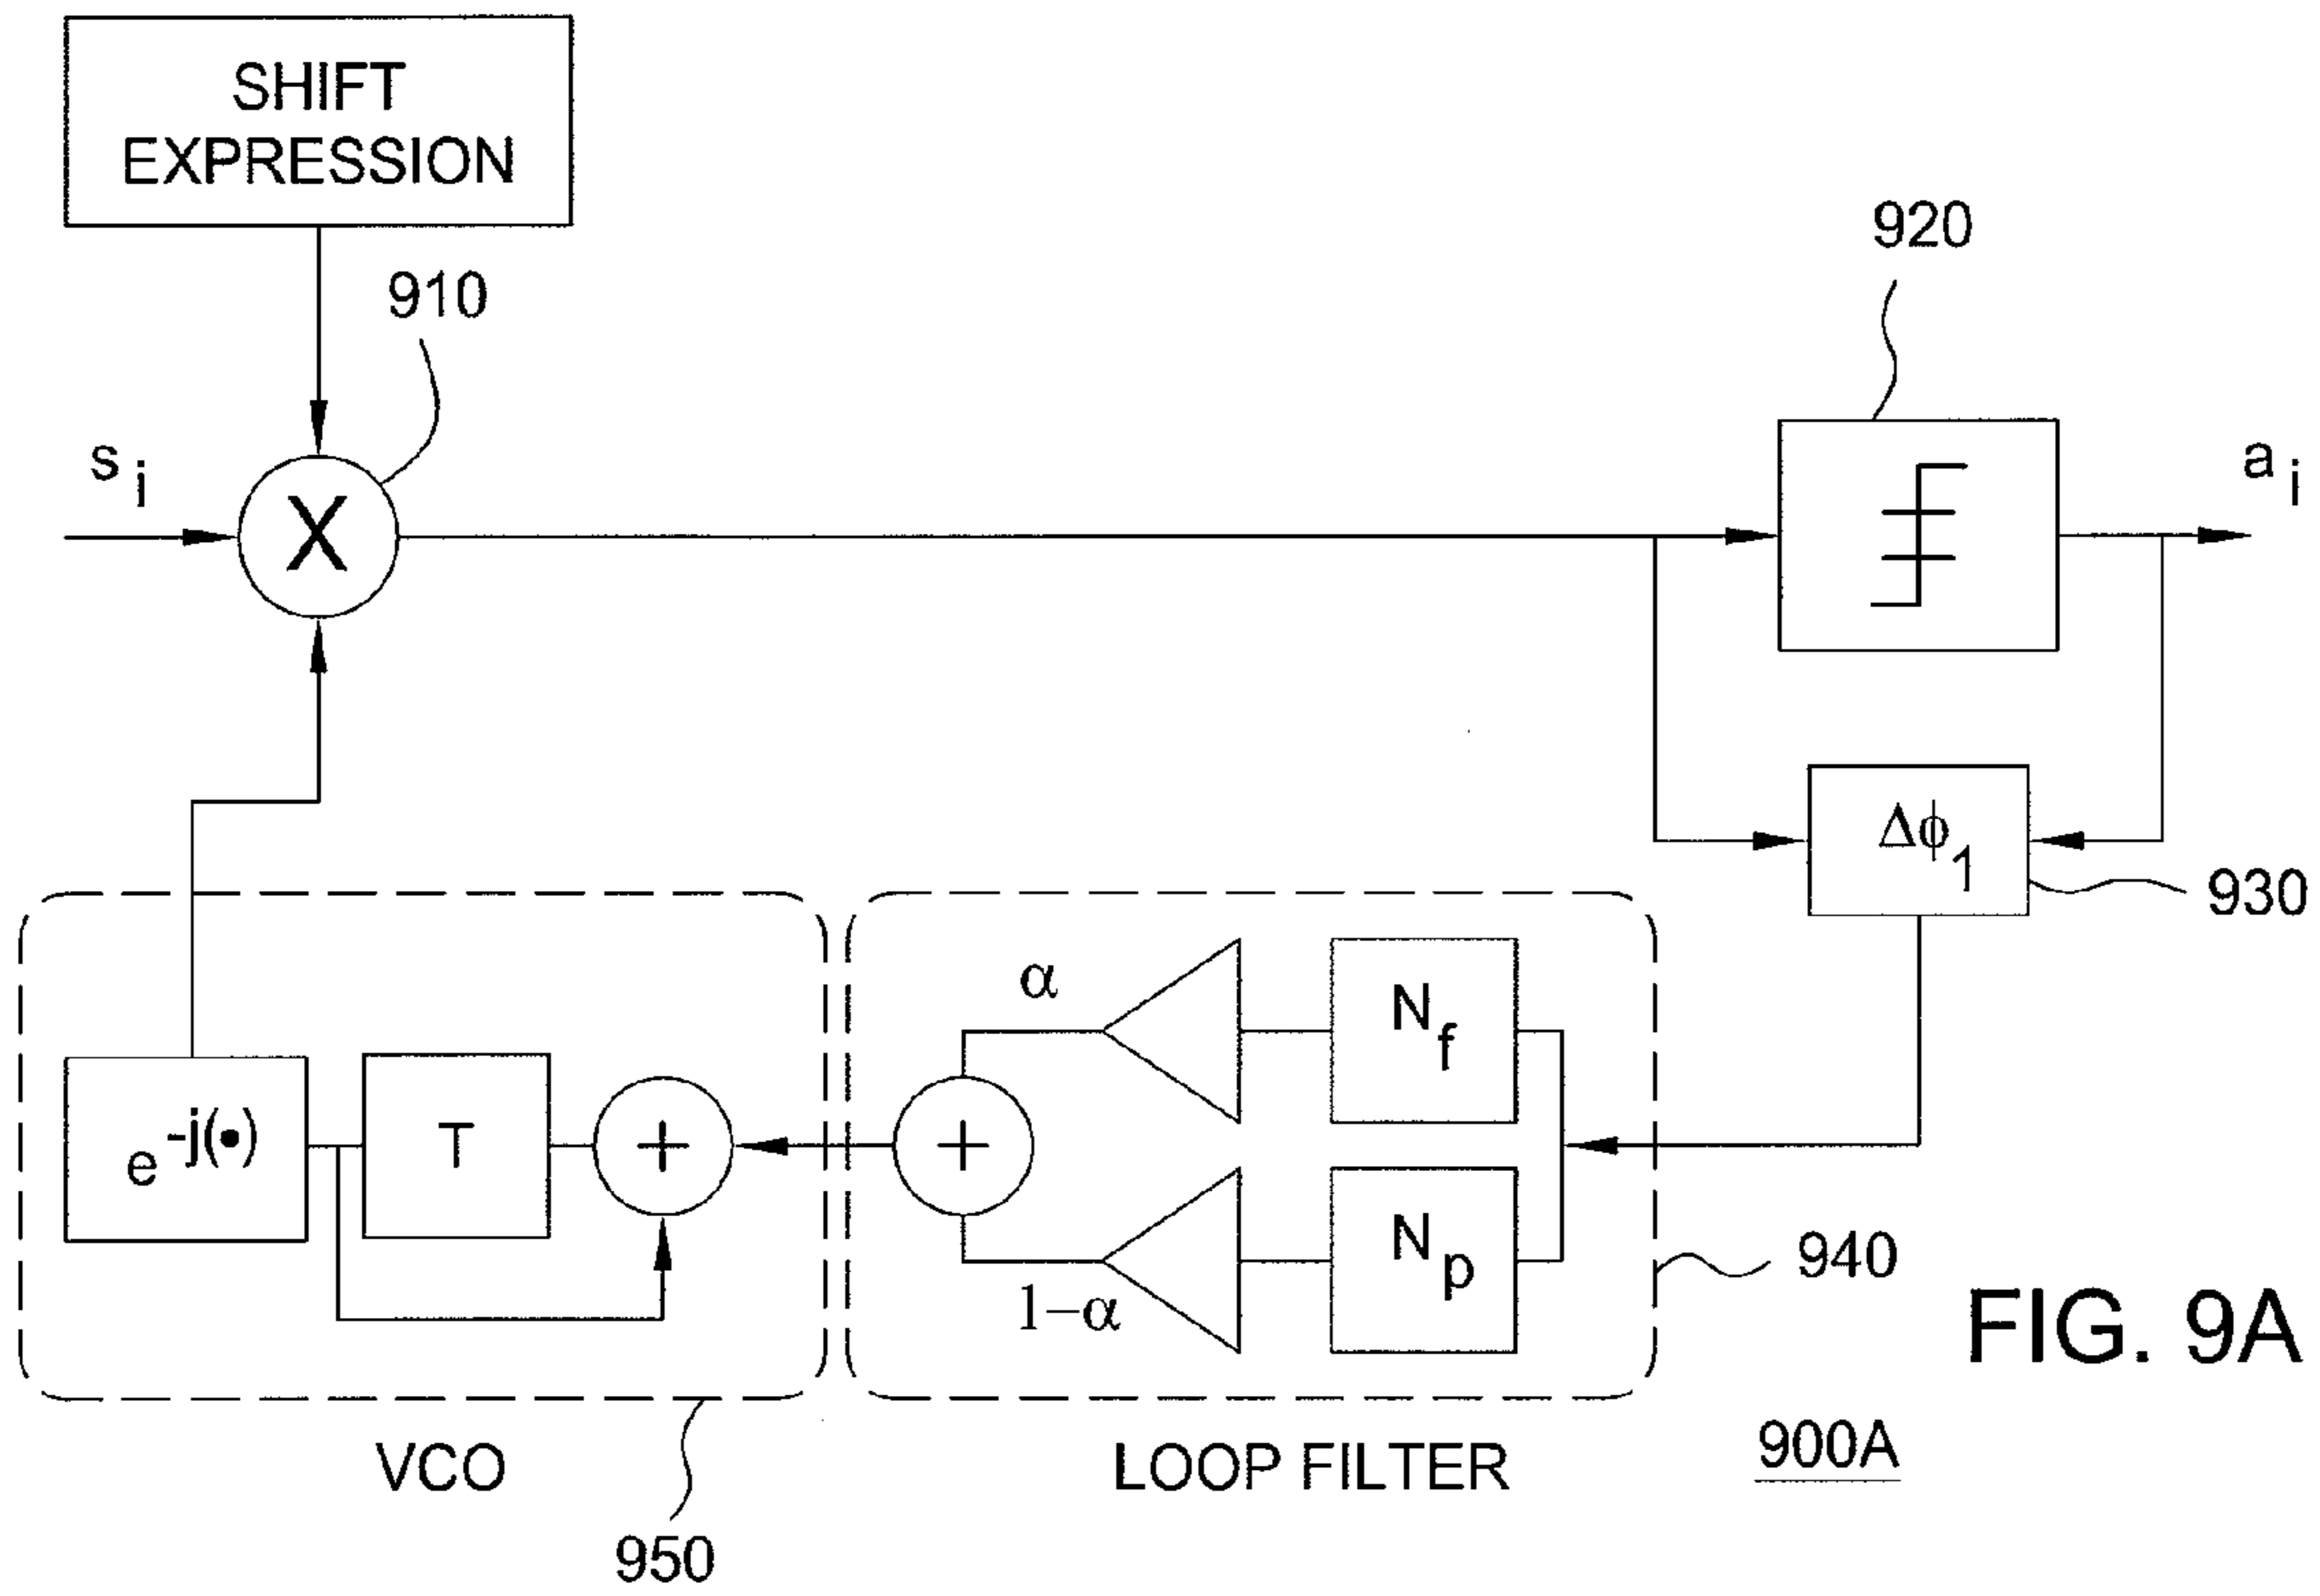 SHIFT
EXPRESSION
910
920
s i
X
a i
Δϕ 1
930
α
N f
e -j(•)
T
+
+
N p
1–α
940
FIG. 9A
VCO
LOOP FILTER
900A
950